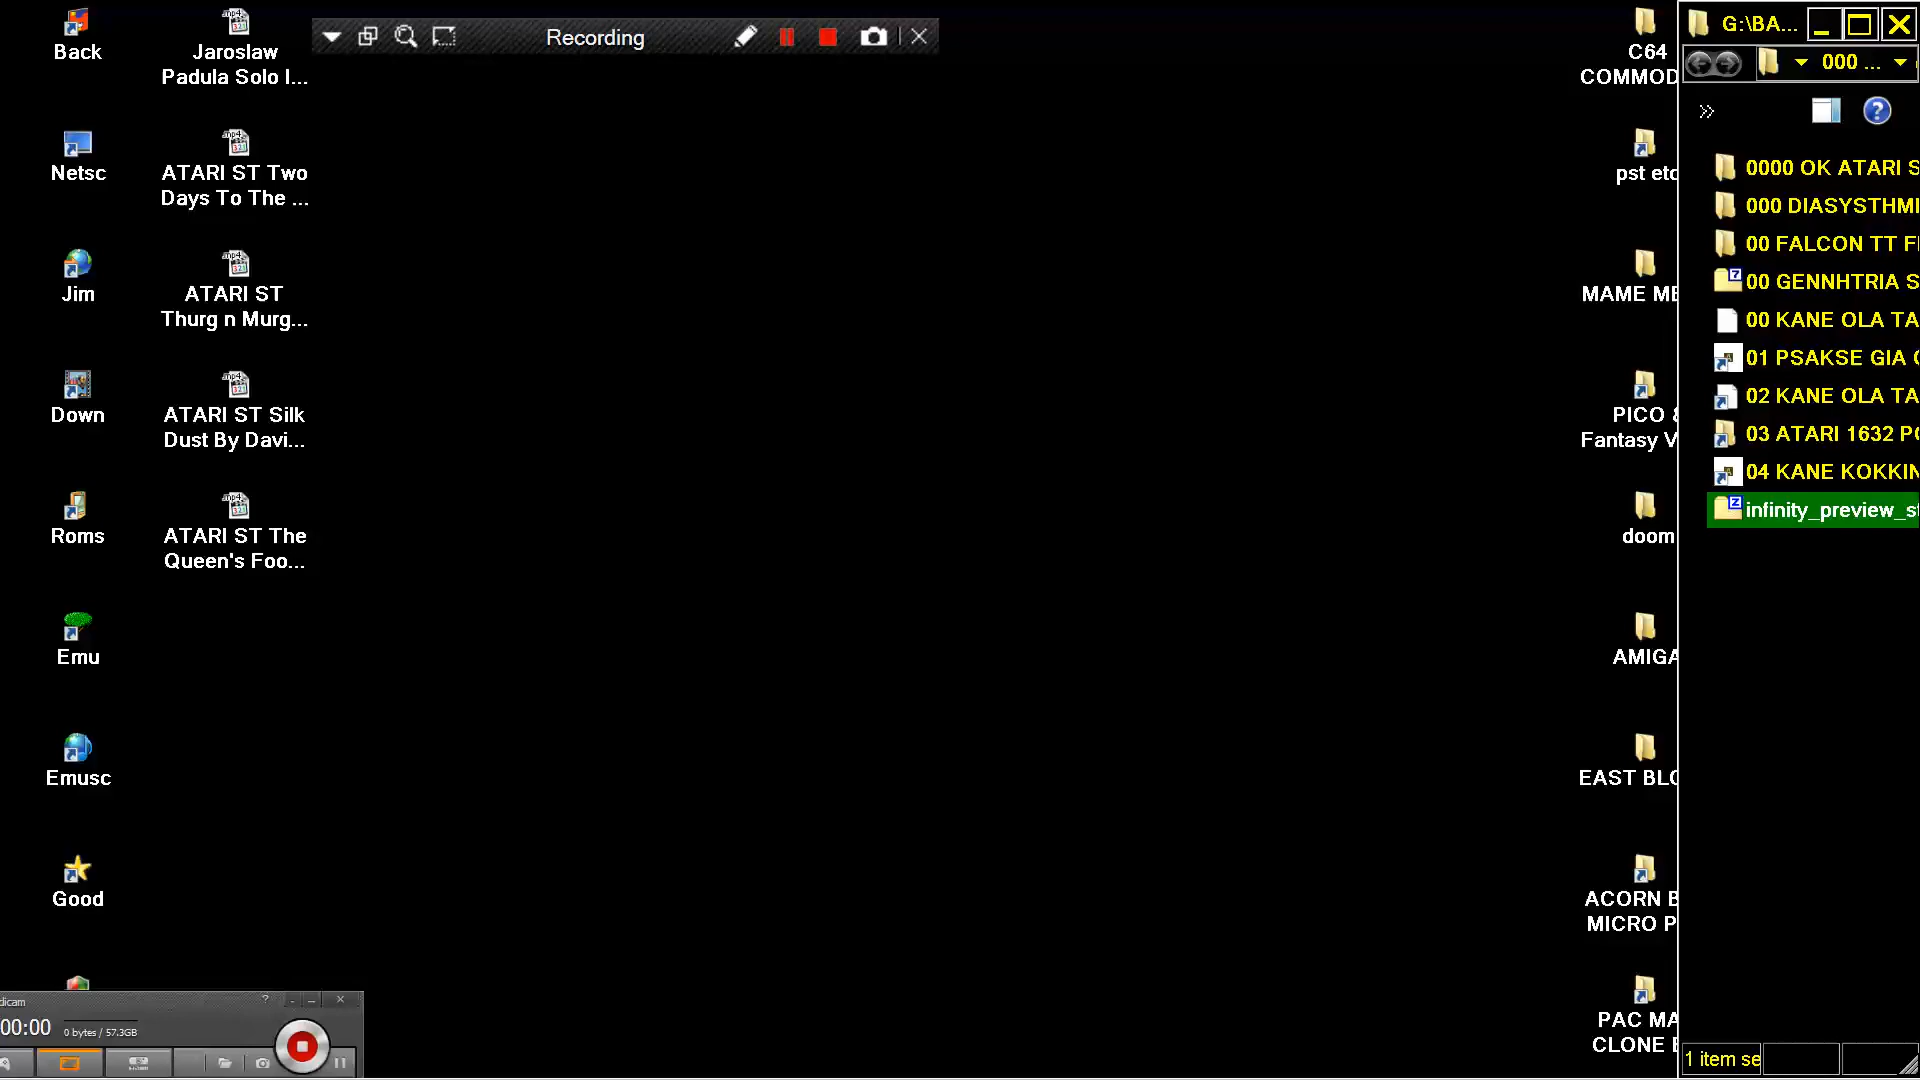 Back
Jaroslaw
Padula Solo I...
Recording
C64
COMMOD
G:\BA...
000 ...
Netsc
ATARI ST Two
Days To The ...
pst etc
0000 OK ATARI S
000 DIASYSTHMI
00 FALCON TT F
00 GENNHTRIA S
00 KANE OLA TA
01 PSAKSE GIA
02 KANE OLA TA
03 ATARI 1632 P
04 KANE KOKKIN
infinity_preview_st
Jim
ATARI ST
Thurg n Murg...
MAME ME
Down
ATARI ST Silk
Dust By Davi...
PICO 8
Fantasy V
Roms
ATARI ST The
Queen's Foo...
doom
Emu
AMIGA
Emusc
EAST BLO
Good
ACORN B
MICRO P
PAC MA
CLONE
dicam
00:00
0 bytes / 57.3GB
1 item se